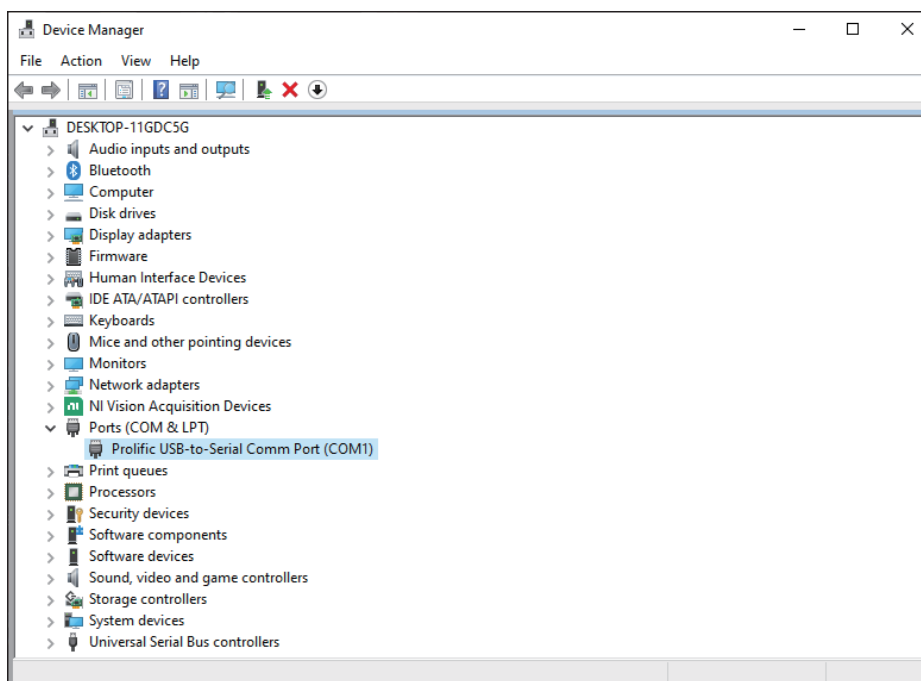 Device Manager
File Action View Help
DESKTOP-11GDC5G
Audio inputs and outputs
Bluetooth
Computer
Disk drives
Display adapters
Firmware
Human Interface Devices
IDE ATA/ATAPI controllers
Keyboards
Mice and other pointing devices
Monitors
Network adapters
NI Vision Acquisition Devices
Ports (COM & LPT)
Prolific USB-to-Serial Comm Port (COM1)
Print queues
Processors
Security devices
Software components
Software devices
Sound, video and game controllers
Storage controllers
System devices
Universal Serial Bus controllers